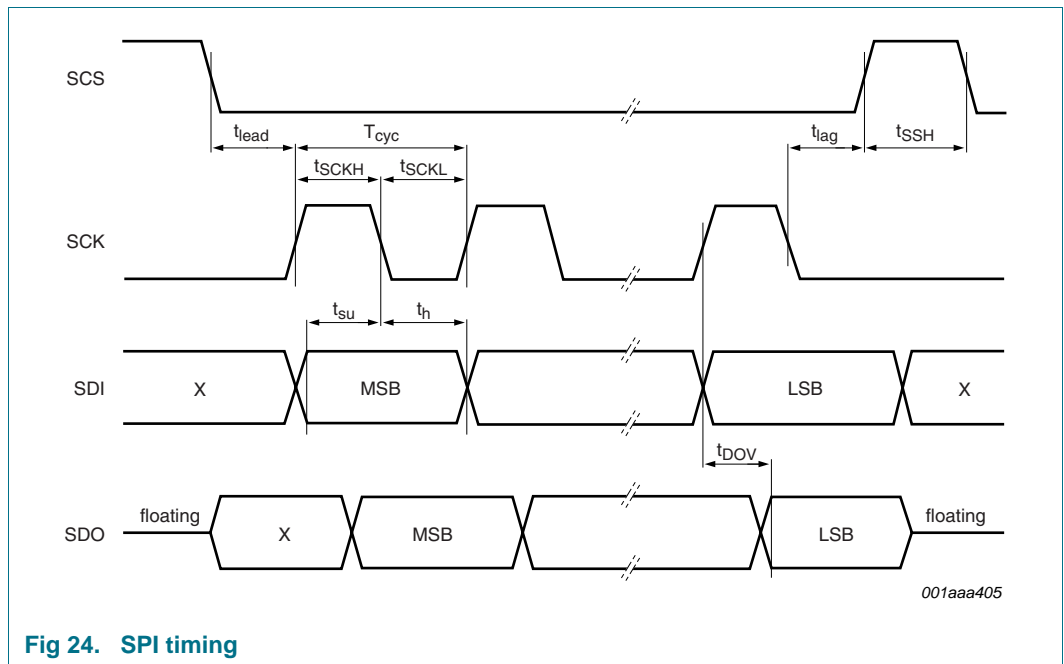 SCS
tlead
Tcyc
tlag
tSSH
tSCKH
tSCKL
SCK
tsu
th
SDI
X
MSB
LSB
X
tDOV
SDO
floating
X
MSB
LSB
floating
001aaa405
Fig 24. SPI timing